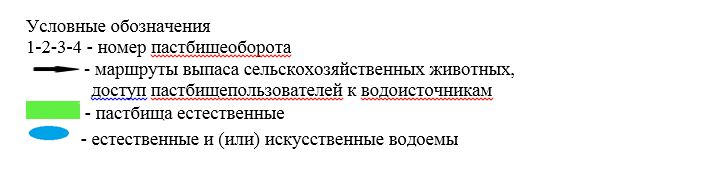 Условные обозначения
1-2-3-4 - номер пастбищеоборота
- маршруты выпаса сельскохозяйственных животных,
доступ пастбищепользователей к водоисточникам
- пастбища естественные
- естественные и (или) искусственные водоемы